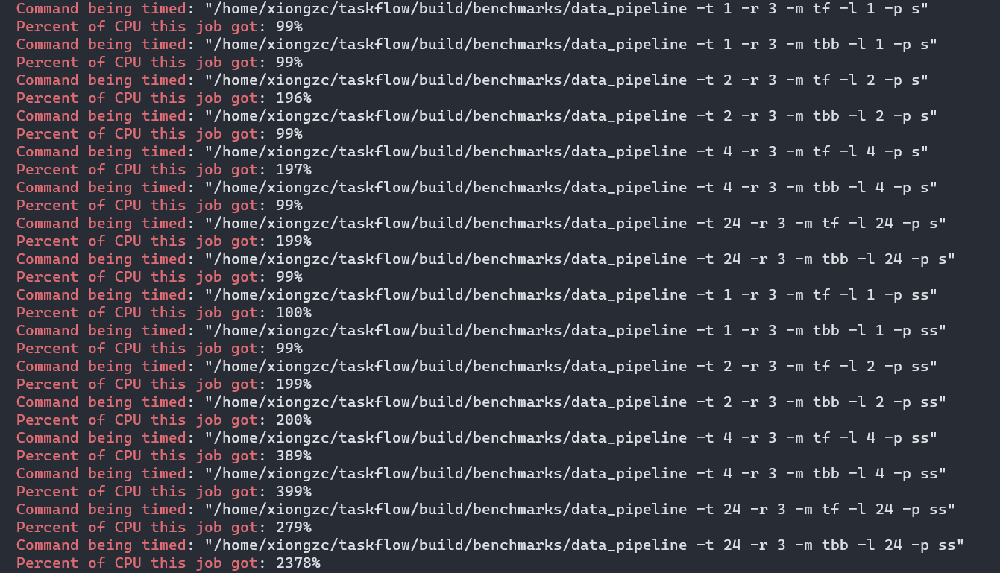 Command being timed: "/home/xiongzc/taskflow/build/benchmarks/data_pipeline -t 1 -r 3 -m tf -l 1 -p s"
Percent of CPU this job got: 99%
Command being timed: "/home/xiongzc/taskflow/build/benchmarks/data_pipeline -t 1 -r 3 -m tbb -l 1 -p s"
Percent of CPU this job got: 99%
Command being timed: "/home/xiongzc/taskflow/build/benchmarks/data_pipeline -t 2 -r 3 -m tf -l 2 -p s"
Percent of CPU this job got: 196%
Command being timed: "/home/xiongzc/taskflow/build/benchmarks/data_pipeline -t 2 -r 3 -m tbb -l 2 -p s"
Percent of CPU this job got: 99%
Command being timed: "/home/xiongzc/taskflow/build/benchmarks/data_pipeline -t 4 -r 3 -m tf -l 4 -p s"
Percent of CPU this job got: 197%
Command being timed: "/home/xiongzc/taskflow/build/benchmarks/data_pipeline -t 4 -r 3 -m tbb -l 4 -p s"
Percent of CPU this job got: 99%
Command being timed: "/home/xiongzc/taskflow/build/benchmarks/data_pipeline -t 24 -r 3 -m tf -l 24 -p s"
Percent of CPU this job got: 199%
Command being timed: "/home/xiongzc/taskflow/build/benchmarks/data_pipeline -t 24 -r 3 -m tbb -l 24 -p s"
Percent of CPU this job got: 99%
Command being timed: "/home/xiongzc/taskflow/build/benchmarks/data_pipeline -t 1 -r 3 -m tf -l 1 -p ss"
Percent of CPU this job got: 100%
Command being timed: "/home/xiongzc/taskflow/build/benchmarks/data_pipeline -t 1 -r 3 -m tbb -l 1 -p ss"
Percent of CPU this job got: 99%
Command being timed: "/home/xiongzc/taskflow/build/benchmarks/data_pipeline -t 2 -r 3 -m tf -l 2 -p ss"
Percent of CPU this job got: 199%
Command being timed: "/home/xiongzc/taskflow/build/benchmarks/data_pipeline -t 2 -r 3 -m tbb -l 2 -p ss"
Percent of CPU this job got: 200%
Command being timed: "/home/xiongzc/taskflow/build/benchmarks/data_pipeline -t 4 -r 3 -m tf -l 4 -p ss"
Percent of CPU this job got: 389%
Command being timed: "/home/xiongzc/taskflow/build/benchmarks/data_pipeline -t 4 -r 3 -m tbb -l 4 -p ss"
Percent of CPU this job got: 399%
Command being timed: "/home/xiongzc/taskflow/build/benchmarks/data_pipeline -t 24 -r 3 -m tf -l 24 -p ss"
Percent of CPU this job got: 279%
Command being timed: "/home/xiongzc/taskflow/build/benchmarks/data_pipeline -t 24 -r 3 -m tbb -l 24 -p ss"
Percent of CPU this job got: 2378%